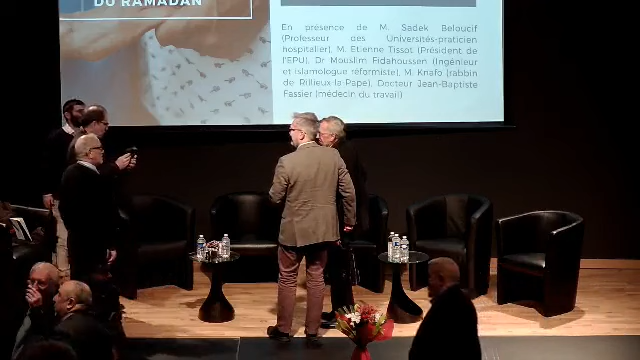 DU RAMADAN
En présence de M. Sadek Beloucif
(Professeur des Universités-praticien
hospitalier), M. Etienne Tissot (Président de
l'EPU), Dr Mouslim Fidahoussen (Ingénieur
et Islamologue réformiste), M. Knafo (rabbin
de Rillieux-la-Pape), Docteur Jean-Baptiste
Fassier (médecin du travail)